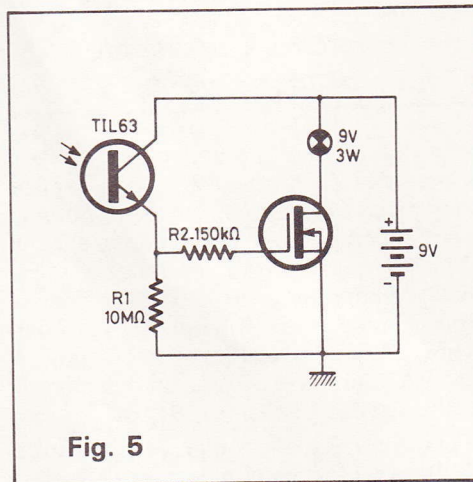 TIL63
9V
3W
R2-150kΩ
+
9V
-
R1
10MΩ
Fig. 5